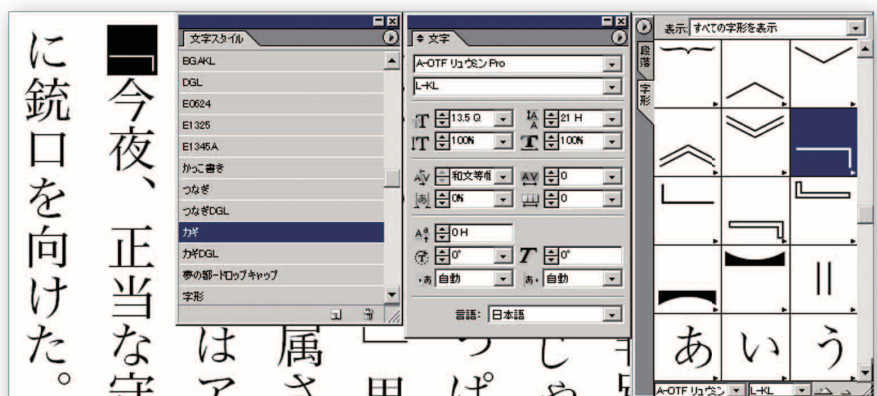 「今夜、正当な
に銃口を向けた。
文字スタイル
BGAKL
DGL
E0624
E1325
E1345A
かっこ書き
つなぎ
つなぎDGL
カギ
カギDGL
夢の部-ドロップキャップ
字形
文字
A-OTF リュウミン Pro
L-KL
13.5 Q
21 H
100%
100%
和文等幅
0
0%
0
0 H
0°
0°
自動
自動
言語: 日本語
段落
字形
表示: すべての字形を表示
あ い う
A-OTF リュウミン
L-KL
はア
属さ